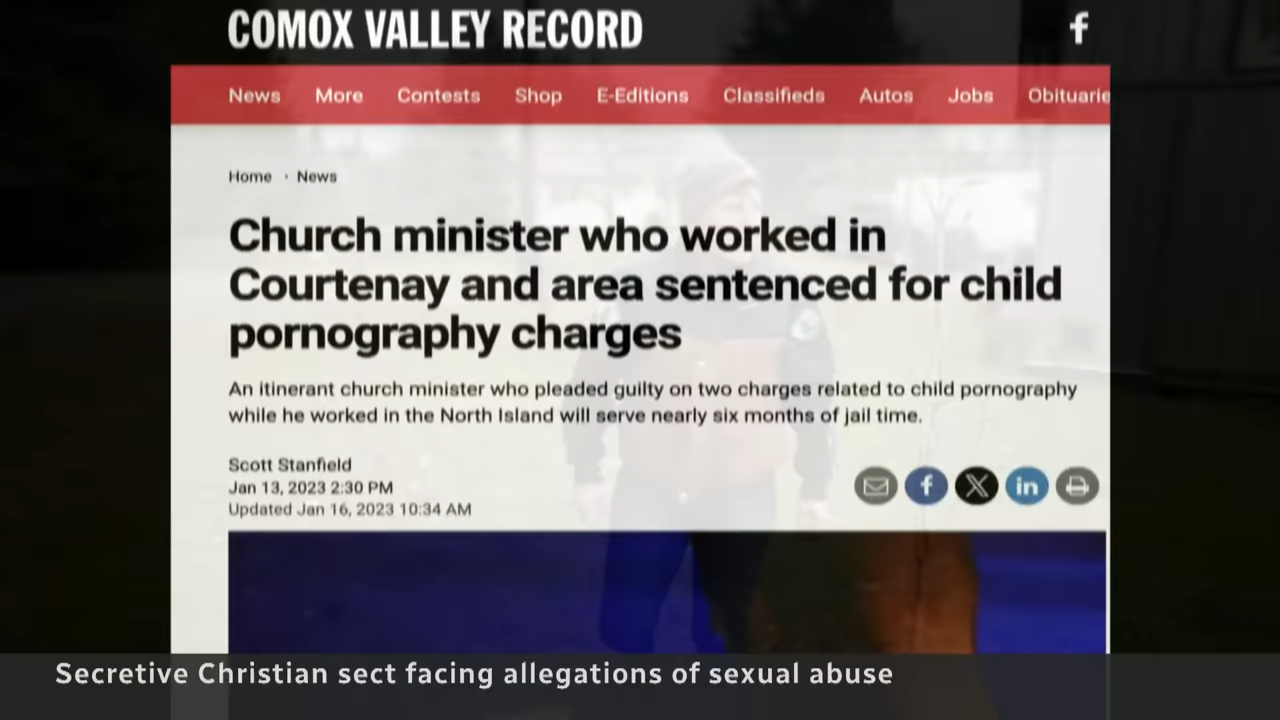 COMOX VALLEY RECORD
f
News More Contests Shop E-Editions Classifieds Autos Jobs Obituarie
Home · News
Church minister who worked in
Courtenay and area sentenced for child
pornography charges
An itinerant church minister who pleaded guilty on two charges related to child pornography
while he worked in the North Island will serve nearly six months of jail time.
Scott Stanfield
Jan 13, 2023 2:30 PM
Updated Jan 16, 2023 10:34 AM
f X in
Secretive Christian sect facing allegations of sexual abuse